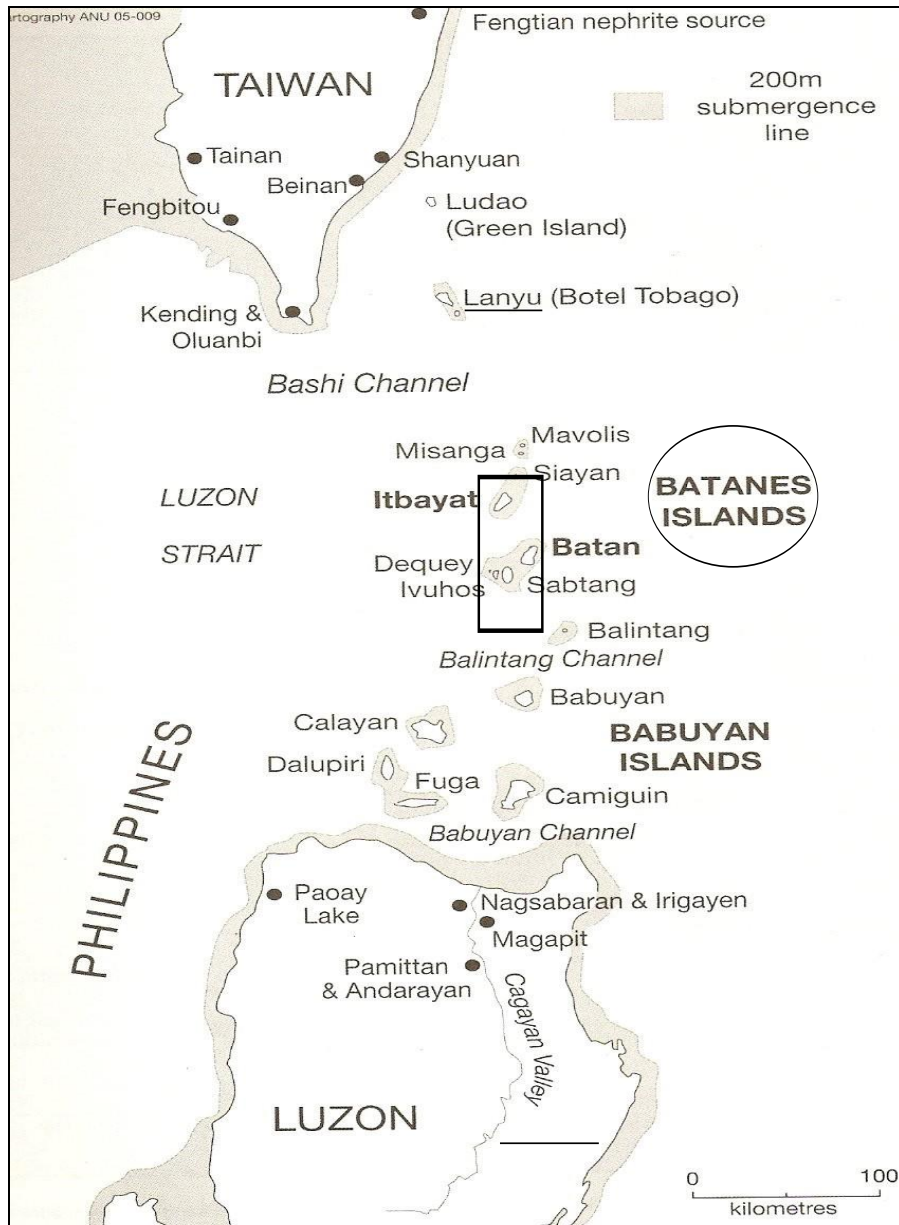 artography ANU 05-009
Fengtian nephrite source
TAIWAN
200m
submergence
line
Tainan
Shanyuan
Beinan
Fengbitou
Ludao
(Green Island)
Lanyu (Botel Tobago)
Kending &
Oluanbi
Bashi Channel
Mavolis
Misanga
Siayan
LUZON
STRAIT
Itbayat
BATANES
ISLANDS
Batan
Dequey
Ivuhos
Sabtang
Balintang
Balintang Channel
Babuyan
Calayan
BABUYAN
ISLANDS
Dalupiri
Fuga
Camiguin
Babuyan Channel
PHILIPPINES
Paoay
Lake
Nagsabaran & Irigayen
Magapit
Pamittan
& Andarayan
Cagayan Valley
LUZON
0 100
kilometres